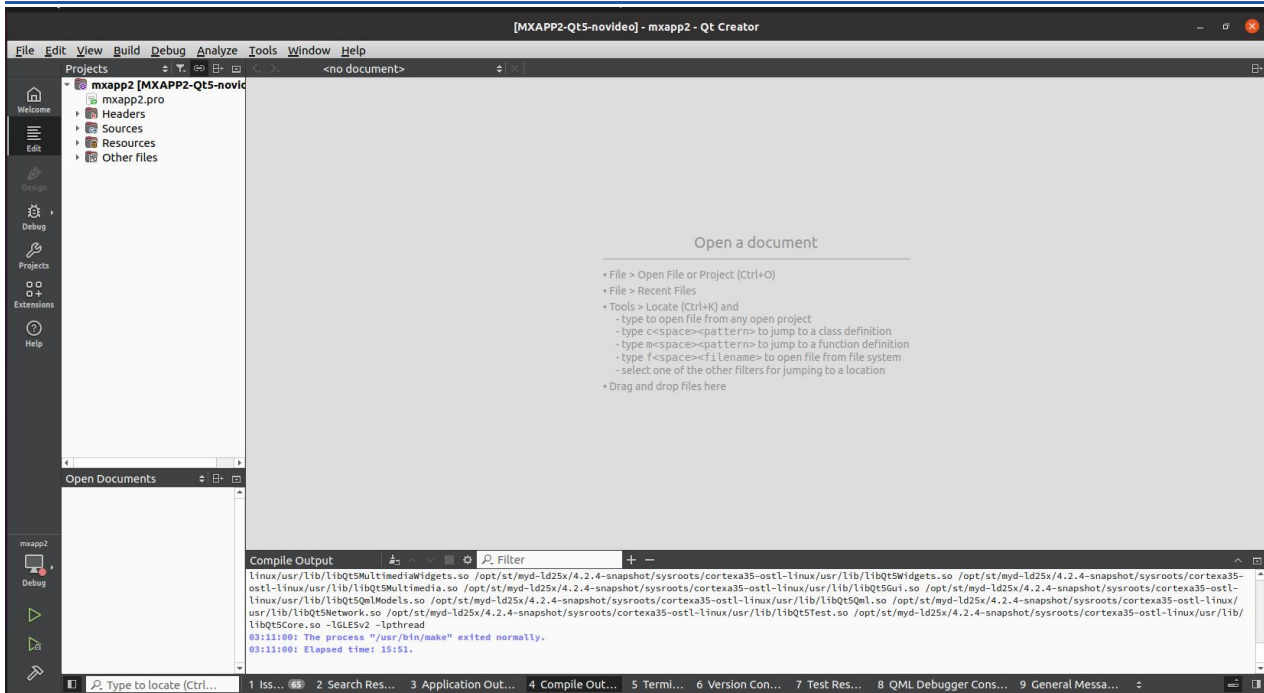 [MXAPP2-Qt5-novideo] - mxapp2 - Qt Creator
File Edit View Build Debug Analyze Tools Window Help
Projects
<no document>
Welcome
Edit
Design
Debug
Projects
Extensions
Help
mxapp2 [MXAPP2-Qt5-novid
mxapp2.pro
Headers
Sources
Resources
Other files
Open a document
• File > Open File or Project (Ctrl+O)
• File > Recent Files
• Tools > Locate (Ctrl+K) and
- type to open file from any open project
- type c<space><pattern> to jump to a class definition
- type m<space><pattern> to jump to a function definition
- type f<space><filename> to open file from file system
- select one of the other filters for jumping to a location
• Drag and drop files here
Open Documents
mxapp2
Debug
Compile Output
Filter
linux/usr/lib/libQt5MultimediaWidgets.so /opt/st/myd-ld25x/4.2.4-snapshot/sysroots/cortexa35-ostl-linux/usr/lib/libQt5Widgets.so /opt/st/myd-ld25x/4.2.4-snapshot/sysroots/cortexa35-
ostl-linux/usr/lib/libQt5Multimedia.so /opt/st/myd-ld25x/4.2.4-snapshot/sysroots/cortexa35-ostl-linux/usr/lib/libQt5Gui.so /opt/st/myd-ld25x/4.2.4-snapshot/sysroots/cortexa35-ostl-
linux/usr/lib/libQt5QmlModels.so /opt/st/myd-ld25x/4.2.4-snapshot/sysroots/cortexa35-ostl-linux/usr/lib/libQt5Qml.so /opt/st/myd-ld25x/4.2.4-snapshot/sysroots/cortexa35-ostl-linux/
usr/lib/libQt5Network.so /opt/st/myd-ld25x/4.2.4-snapshot/sysroots/cortexa35-ostl-linux/usr/lib/libQt5Test.so /opt/st/myd-ld25x/4.2.4-snapshot/sysroots/cortexa35-ostl-linux/usr/lib/
libQt5Core.so -lGLESv2 -lpthread
03:11:00: The process "/usr/bin/make" exited normally.
03:11:00: Elapsed time: 15:51.
Type to locate (Ctrl...
1 Iss... 65 2 Search Res... 3 Application Out... 4 Compile Out... 5 Termi... 6 Version Con... 7 Test Res... 8 QML Debugger Cons... 9 General Messa...